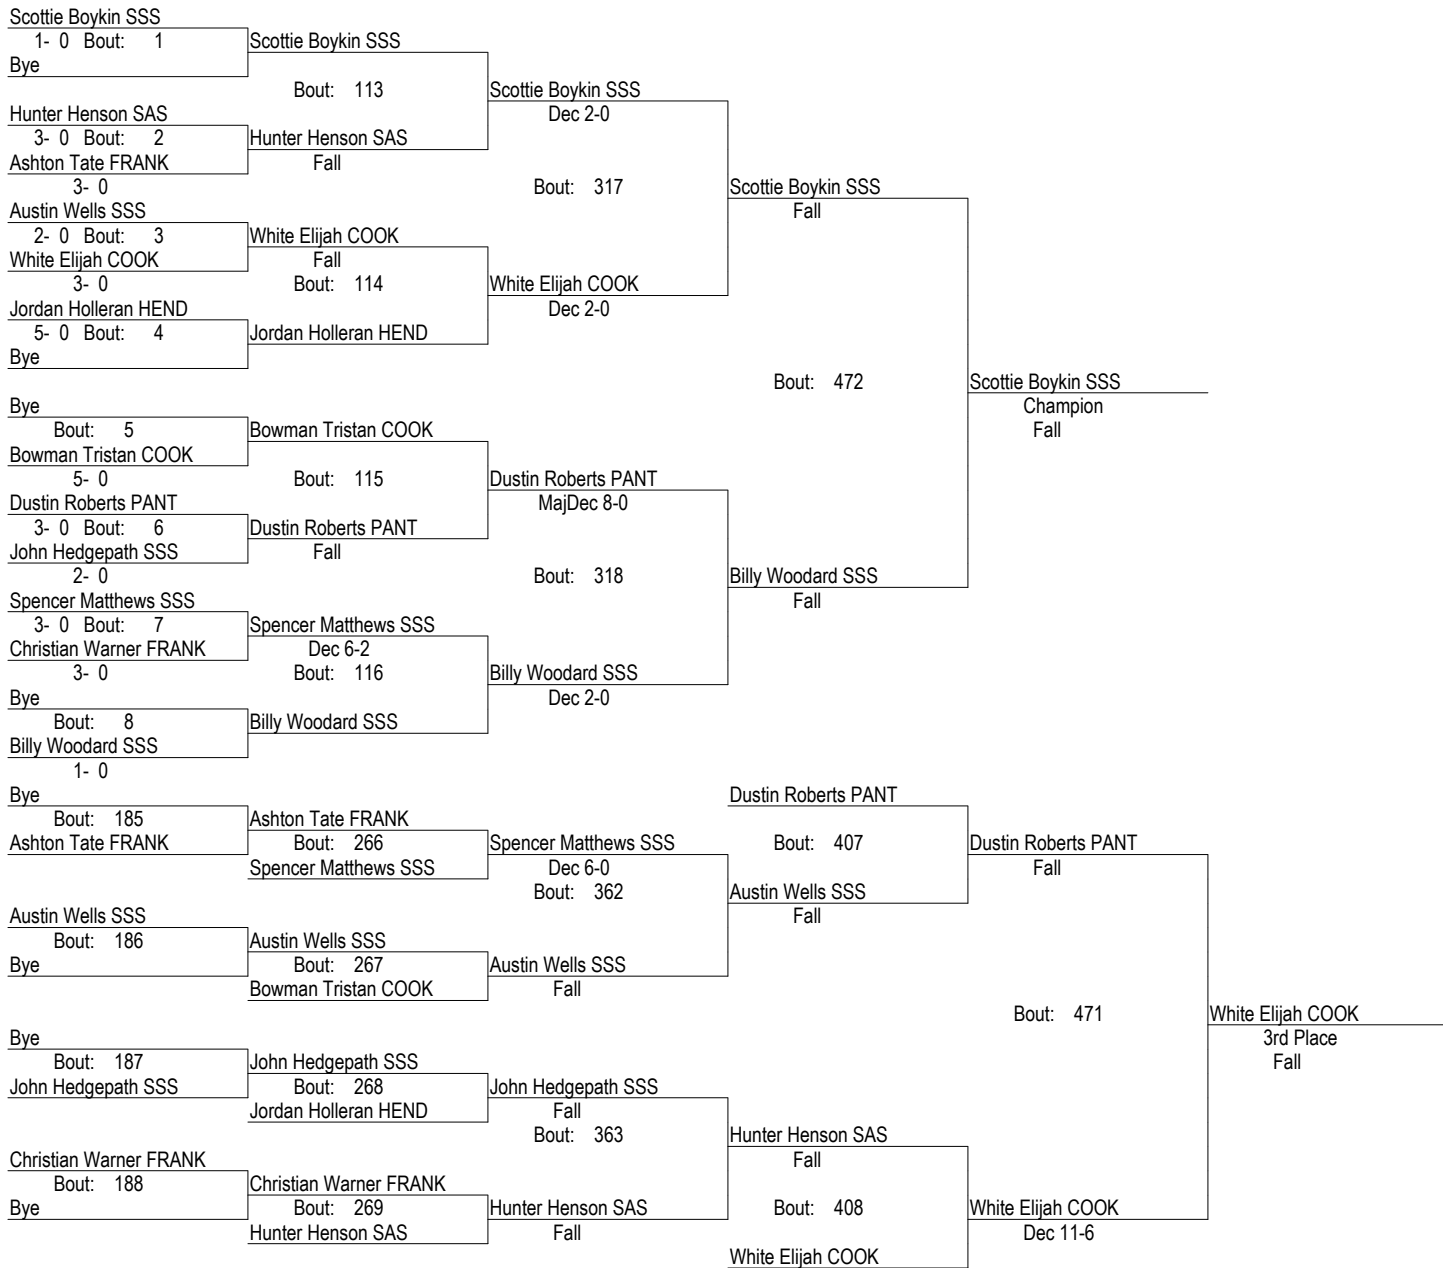 Scottie Boykin SSS
1- 0 Bout: 1
Scottie Boykin SSS
Bye
Bout: 113
Scottie Boykin SSS
Hunter Henson SAS
Dec 2-0
3- 0 Bout: 2
Hunter Henson SAS
Ashton Tate FRANK
Fall
3- 0
Bout: 317
Scottie Boykin SSS
Austin Wells SSS
Fall
2- 0 Bout: 3
White Elijah COOK
White Elijah COOK
Fall
3- 0
Bout: 114
White Elijah COOK
Jordan Holleran HEND
Dec 2-0
5- 0 Bout: 4
Jordan Holleran HEND
Bye
Bout: 472
Scottie Boykin SSS
Bye
Champion
Bout: 5
Bowman Tristan COOK
Fall
Bowman Tristan COOK
5- 0
Bout: 115
Dustin Roberts PANT
Dustin Roberts PANT
MajDec 8-0
3- 0 Bout: 6
Dustin Roberts PANT
John Hedgepath SSS
Fall
2- 0
Bout: 318
Billy Woodard SSS
Spencer Matthews SSS
Fall
3- 0 Bout: 7
Spencer Matthews SSS
Christian Warner FRANK
Dec 6-2
3- 0
Bout: 116
Billy Woodard SSS
Bye
Dec 2-0
Bout: 8
Billy Woodard SSS
Billy Woodard SSS
1- 0
Bye
Dustin Roberts PANT
Bout: 185
Ashton Tate FRANK
Ashton Tate FRANK
Bout: 266
Spencer Matthews SSS
Bout: 407
Dustin Roberts PANT
Spencer Matthews SSS
Dec 6-0
Fall
Bout: 362
Austin Wells SSS
Austin Wells SSS
Fall
Bout: 186
Austin Wells SSS
Bye
Bout: 267
Austin Wells SSS
Bowman Tristan COOK
Fall
Bout: 471
White Elijah COOK
Bye
3rd Place
Bout: 187
John Hedgepath SSS
Fall
John Hedgepath SSS
Bout: 268
John Hedgepath SSS
Jordan Holleran HEND
Fall
Bout: 363
Hunter Henson SAS
Christian Warner FRANK
Fall
Bout: 188
Christian Warner FRANK
Bye
Bout: 269
Hunter Henson SAS
Bout: 408
White Elijah COOK
Hunter Henson SAS
Fall
Dec 11-6
White Elijah COOK